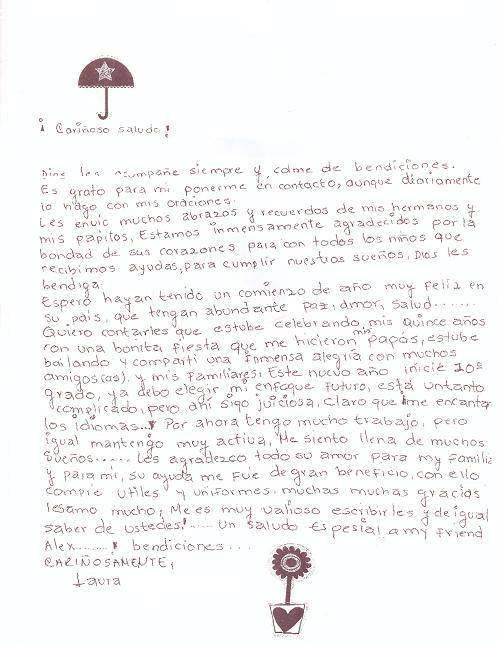 ¡ Cariñoso saludo!
Dios les acompañe siempre y colme de bendiciones.
Es grato para mi ponerme en contacto, aunque diariamente
lo hago con mis oraciones.
Les envio muchos abrazos y recuerdos de mis hermanos y
mis papitos, Estamos inmensamente agradecidos por la
bondad de sus corazones para con todos los niños que
recibimos ayudas, para cumplir nuestros sueños, Dios les
bendiga.
Espero hayan tenido un comienzo de año muy feliz en
su pais, que tengan abundante paz, amor, salud.......
Quiero contarles que estube celebrando mis quince años
con una bonita fiesta que me hicieron mis papás, estube
bailando y comparti una inmensa alegria con muchos
amigos(as). y mis Familiares; Este nuevo año inicié 10º
grado, ya debo elegir mi enfoque futuro, está untanto
complicado, pero ahí sigo juiciosa, claro que me encantan
los idiomas...! Por ahora tengo mucho trabajo, pero
igual mantengo muy activa, Me siento llena de muchos
sueños..... Les agradezco todo su amor para my familia
y para mi, su ayuda me fue de gran beneficio, con ello
compre utiles y uniformes. muchas muchas gracias
lesamo mucho; Me es muy valioso escribirles y de igual
saber de ustedes!..... Un saludo Espesial a my friend
Alex........! bendiciones...
CARIÑOSAMENTE,
Laura